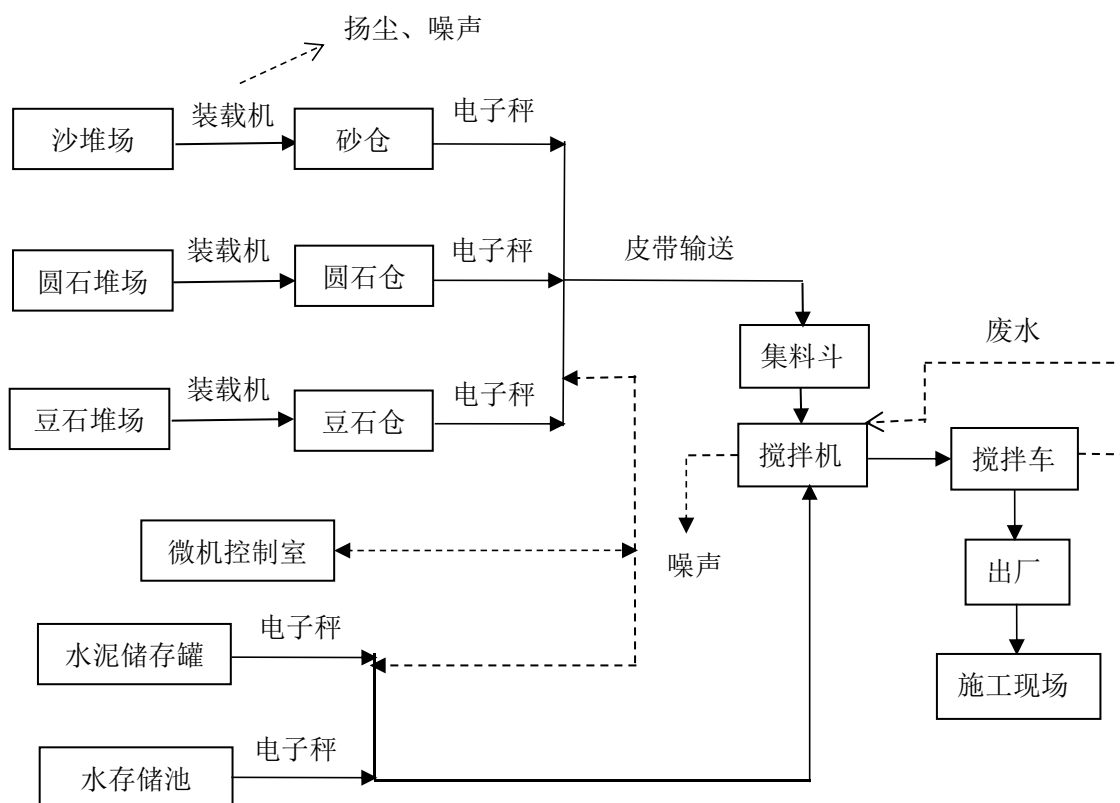 扬尘、噪声
装载机
电子秤
沙堆场
砂仓
装载机
电子秤
皮带输送
圆石堆场
圆石仓
废水
集料斗
装载机
电子秤
豆石堆场
豆石仓
搅拌机
搅拌车
微机控制室
噪声
出厂
电子秤
水泥储存罐
施工现场
电子秤
水存储池